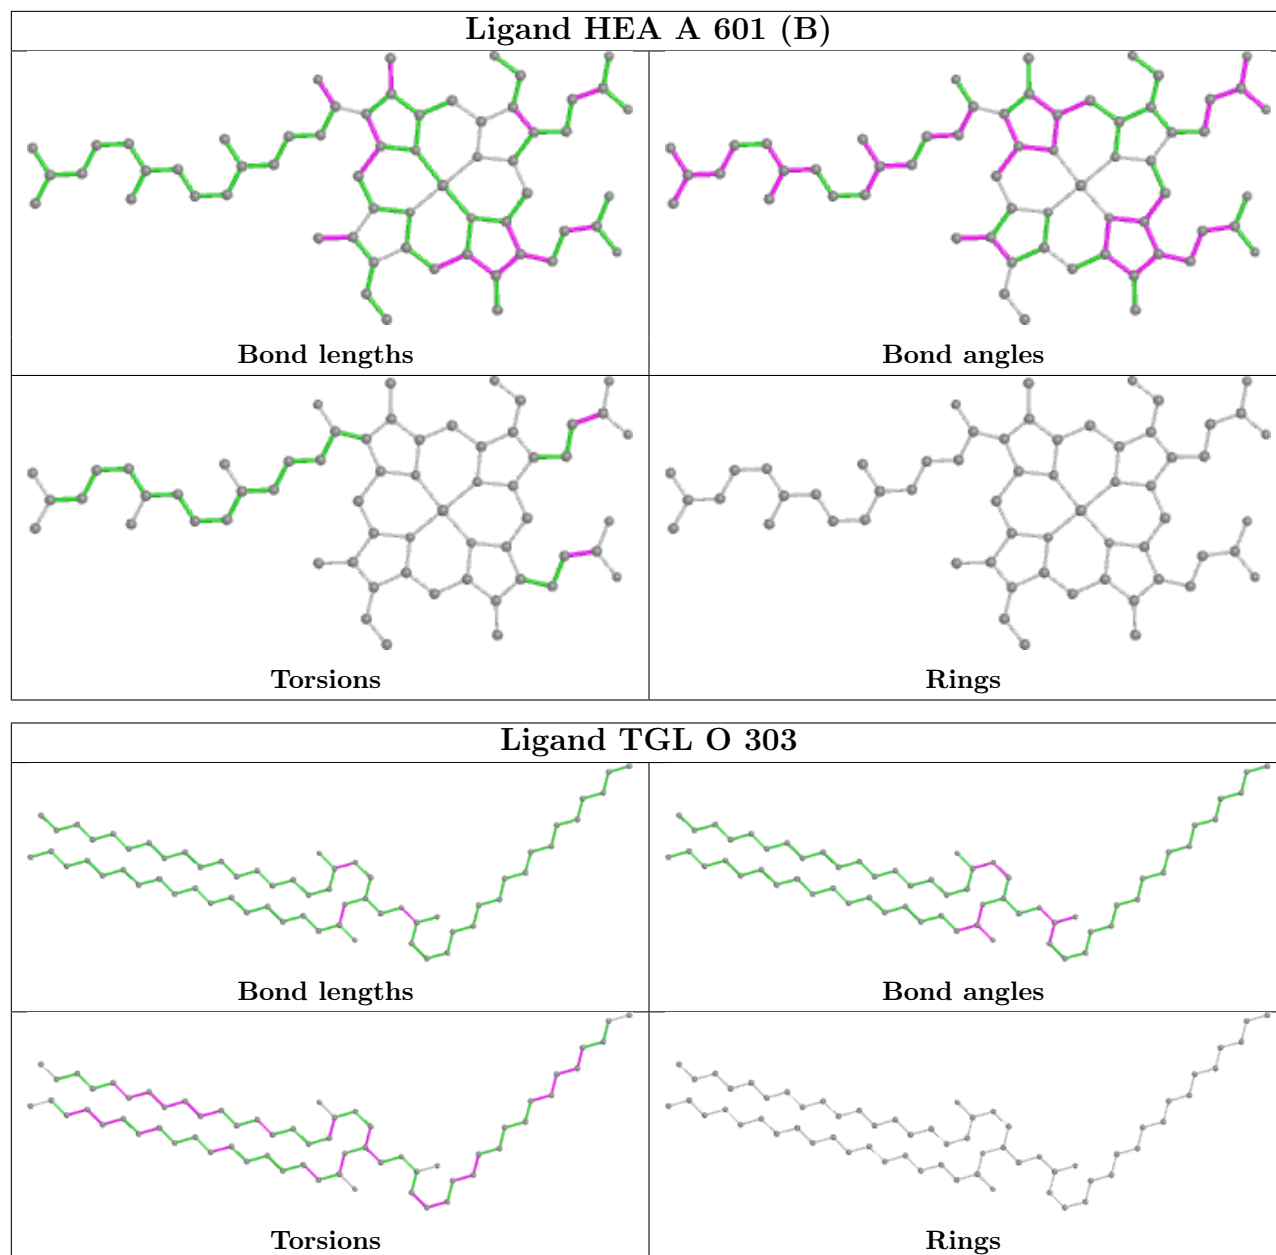 Ligand HEA A 601 (B)
Bond lengths
Bond angles
Torsions
Rings
Ligand TGL O 303
Bond lengths
Bond angles
Torsions
Rings